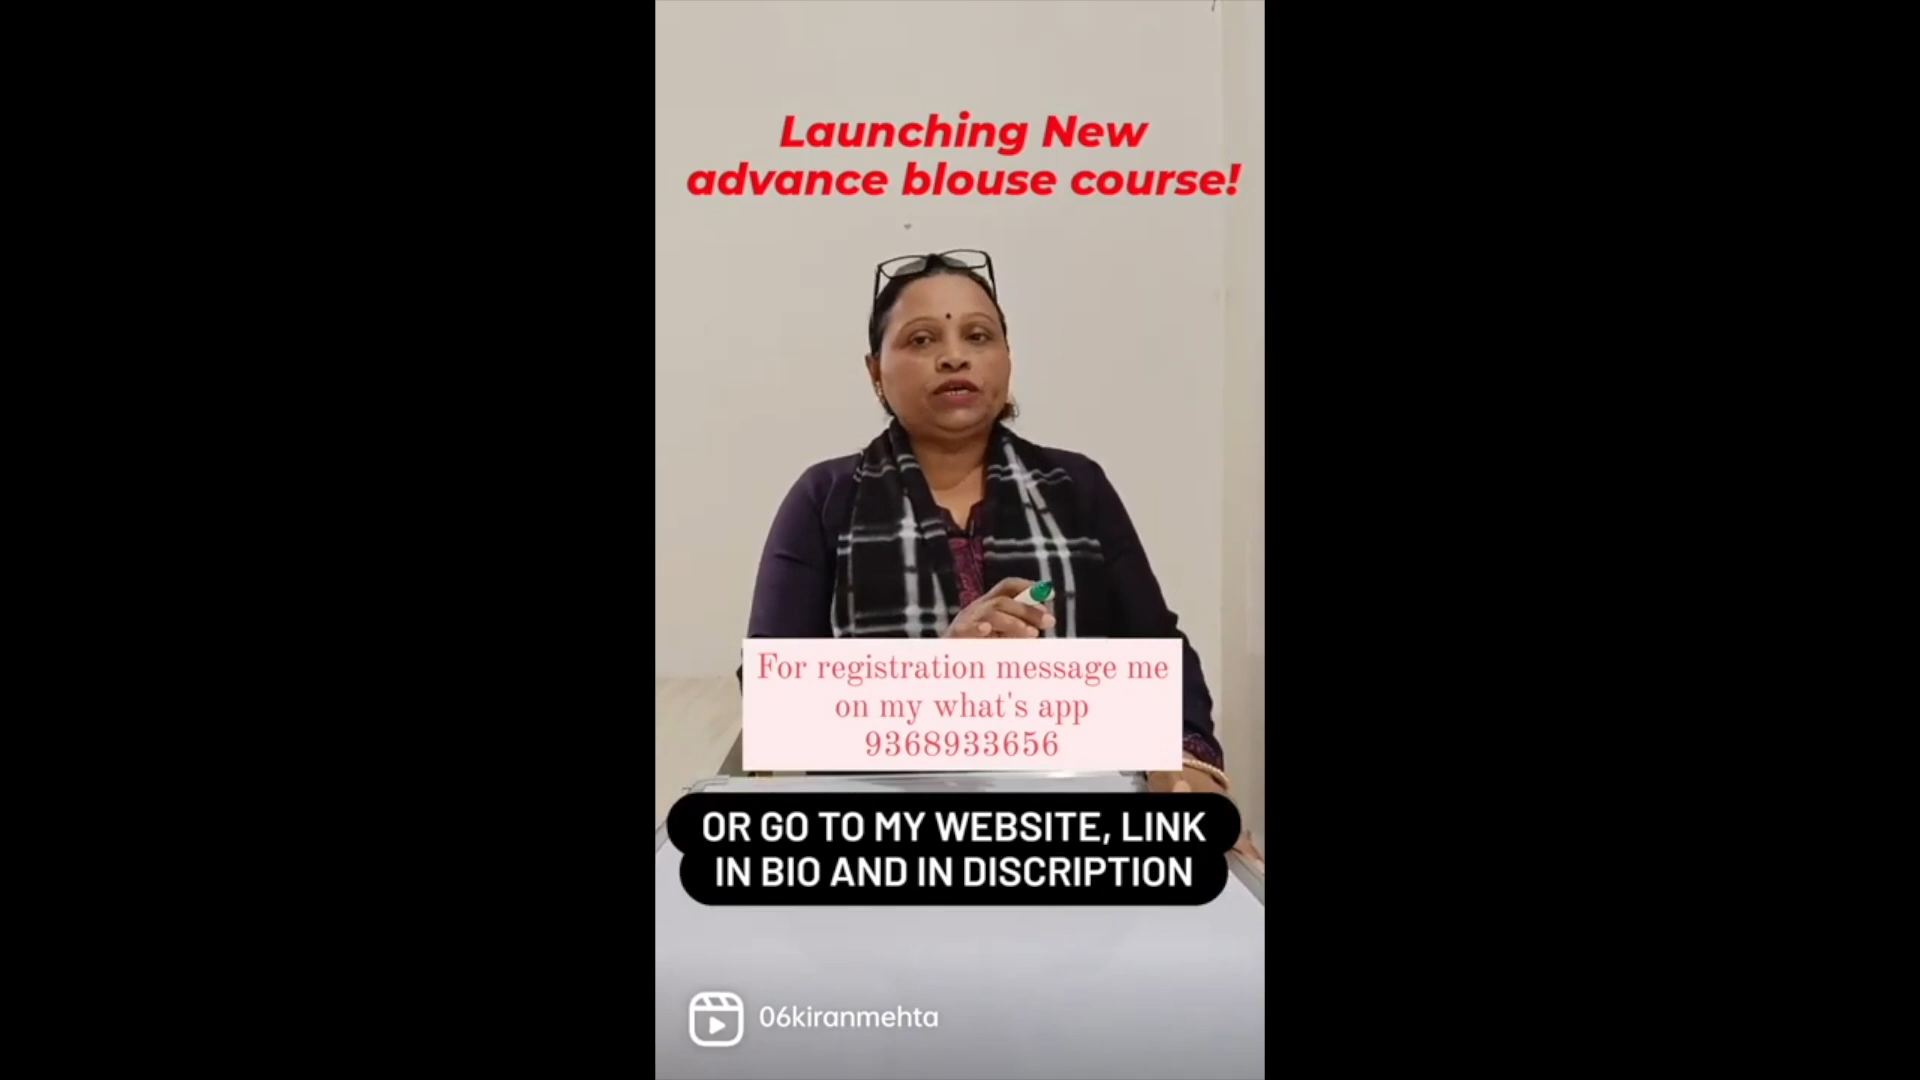 Launching New
advance blouse course!
For registration message me
on my what's app
9368933656
OR GO TO MY WEBSITE, LINK
IN BIO AND IN DISCRIPTION
06kiranmehta